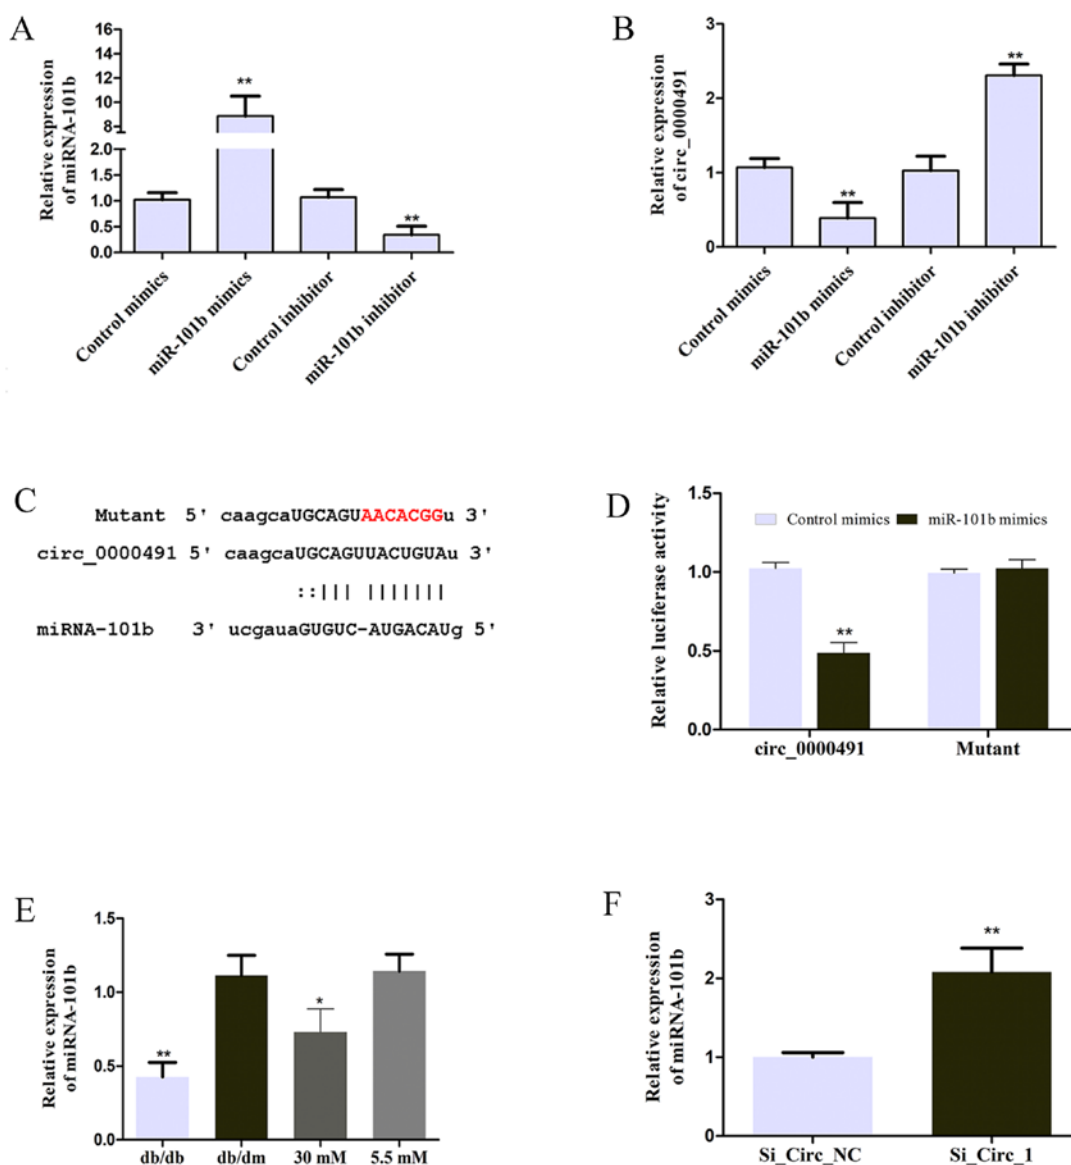 A
Relative expression
of miRNA-101b
16
14
12
10
8
6
2.0
1.5
1.0
0.5
0.0
**
**
Control mimics
miR-101b mimics
Control inhibitor
miR-101b inhibitor
B
Relative expression
of circ_0000491
3
2
1
0
**
**
Control mimics
miR-101b mimics
Control inhibitor
miR-101b inhibitor
C
Mutant 5' caagcaUGCAGUAACACGGu 3'
circ_0000491 5' caagcaUGCAGUUACUGUAu 3'
::||| |||||||
miRNA-101b 3' ucgauaGUGUC-AUGACAUg 5'
D
Relative luciferase activity
1.5
1.0
0.5
0.0
Control mimics miR-101b mimics
**
circ_0000491 Mutant
E
Relative expression
of miRNA-101b
1.5
1.0
0.5
0.0
**
*
db/db db/dm 30 mM 5.5 mM
F
Relative expression
of miRNA-101b
3
2
1
0
**
Si_Circ_NC Si_Circ_1